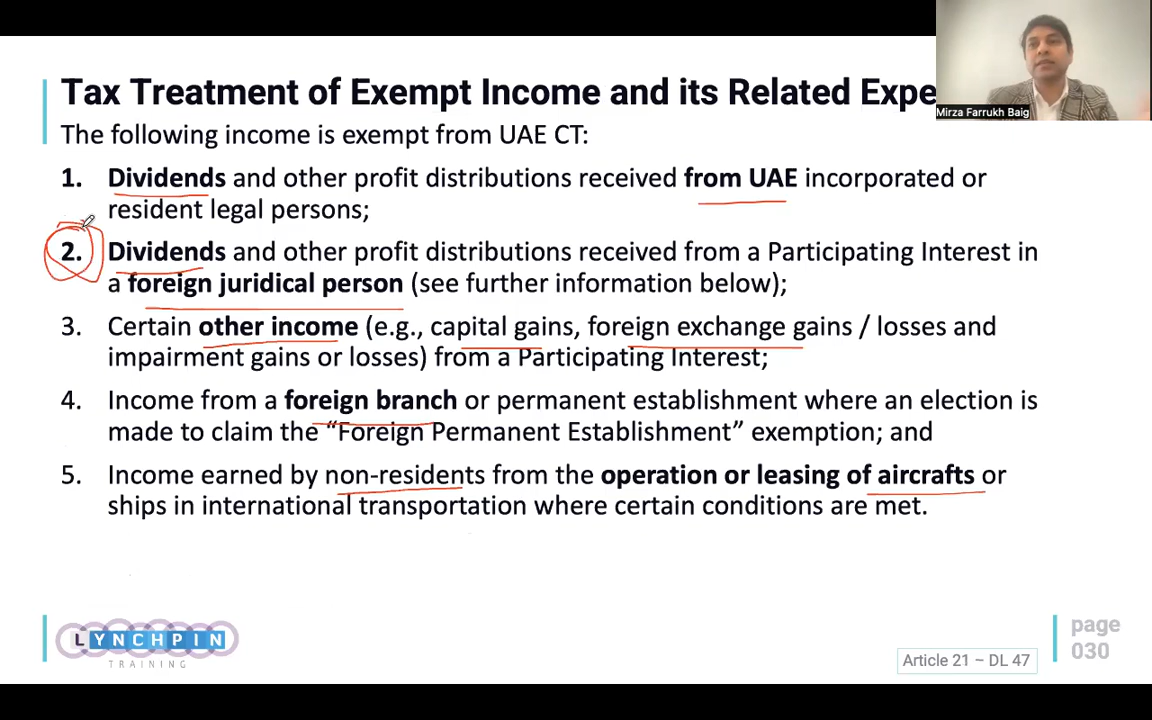 Tax Treatment of Exempt Income and its Related Expe
Mirza Farrukh Baig
The following income is exempt from UAE CT:
1. Dividends and other profit distributions received from UAE incorporated or
resident legal persons;
2. Dividends and other profit distributions received from a Participating Interest in
a foreign juridical person (see further information below);
3. Certain other income (e.g., capital gains, foreign exchange gains / losses and
impairment gains or losses) from a Participating Interest;
4. Income from a foreign branch or permanent establishment where an election is
made to claim the “Foreign Permanent Establishment” exemption; and
5. Income earned by non-residents from the operation or leasing of aircrafts or
ships in international transportation where certain conditions are met.
LYNCHPIN
TRAINING
Article 21 ~ DL 47
page
030